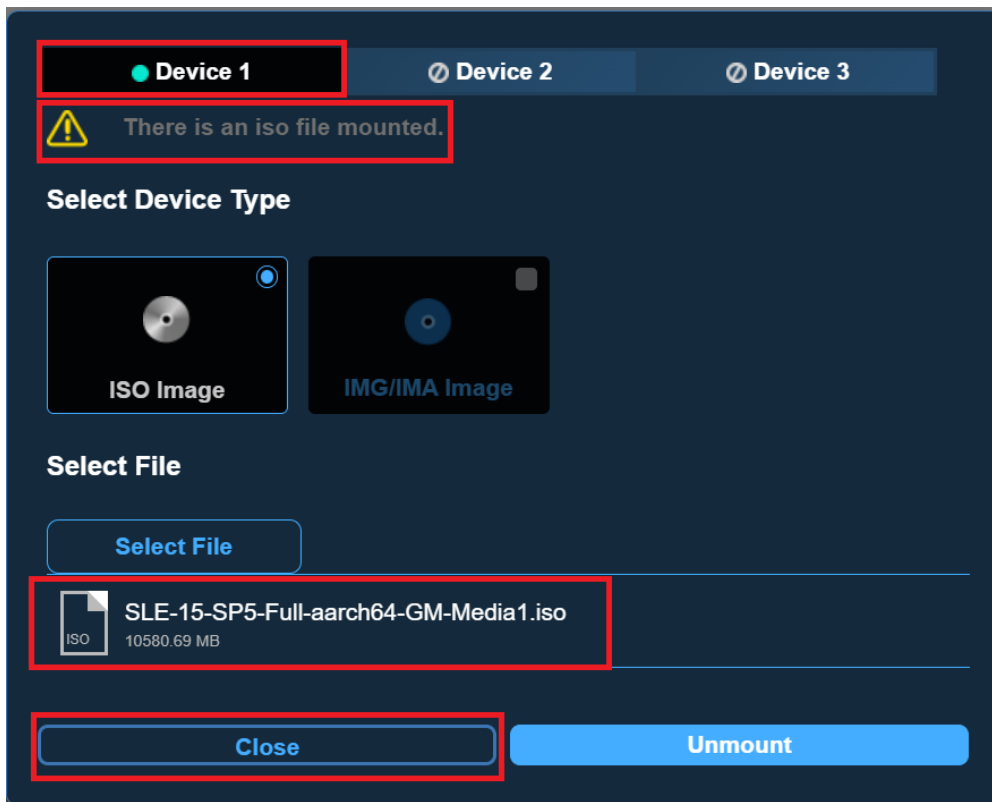 Device 1
Device 2
Device 3
There is an iso file mounted.
Select Device Type
ISO Image
IMG/IMA Image
Select File
Select File
ISO
SLE-15-SP5-Full-aarch64-GM-Media1.iso
10580.69 MB
Close
Unmount